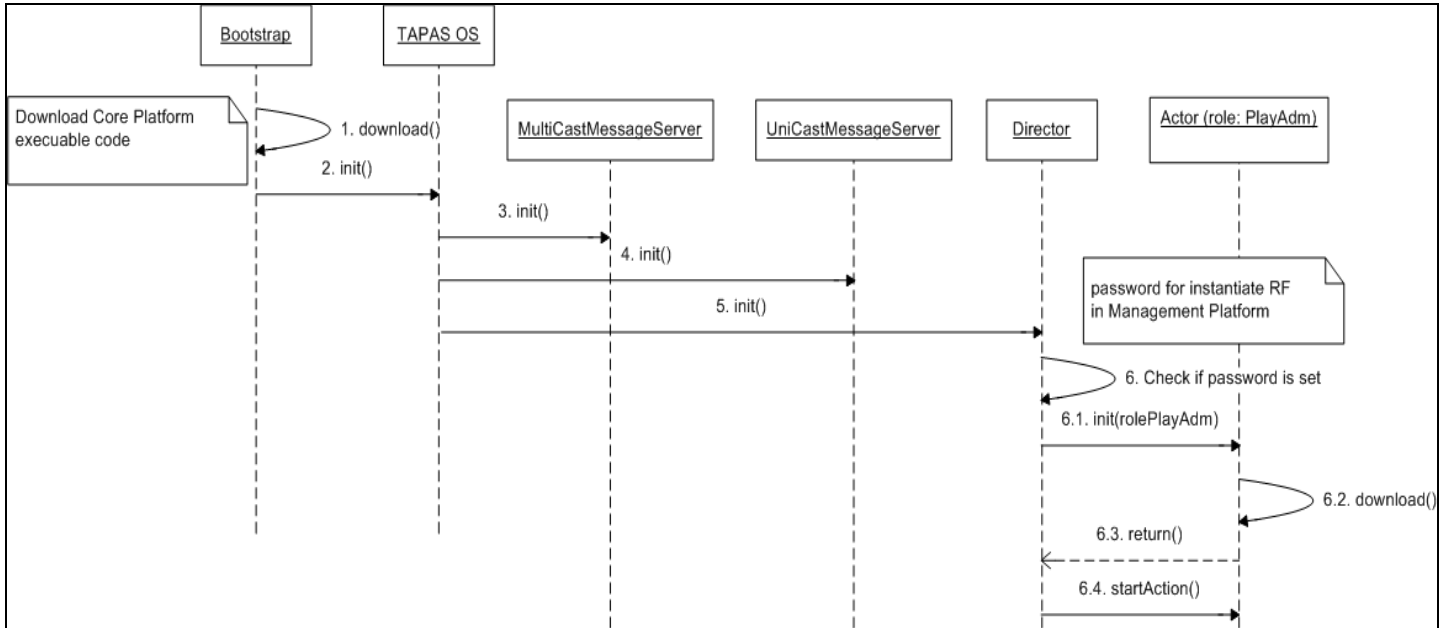 Bootstrap
TAPAS OS
Download Core Platform
execuable code
1. download()
MultiCastMessageServer
UniCastMessageServer
Director
Actor (role: PlayAdm)
2. init()
3. init()
4. init()
password for instantiate RF
in Management Platform
5. init()
6. Check if password is set
6.1. init(rolePlayAdm)
6.2. download()
6.3. return()
6.4. startAction()